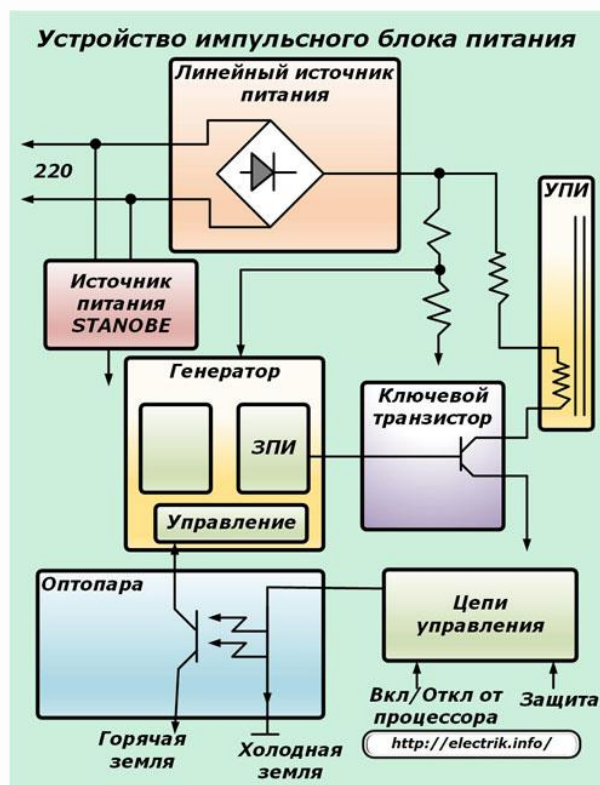 Устройство импульсного блока питания
Линейный источник
питания
220
УПИ
Источник
питания
STANOBE
Генератор
Ключевой
транзистор
ЗПИ
Управление
Оптопара
Цепи
управления
Вкл/Откл от
процессора
Защита
Горячая
земля
Холодная
земля
http://electrik.info/